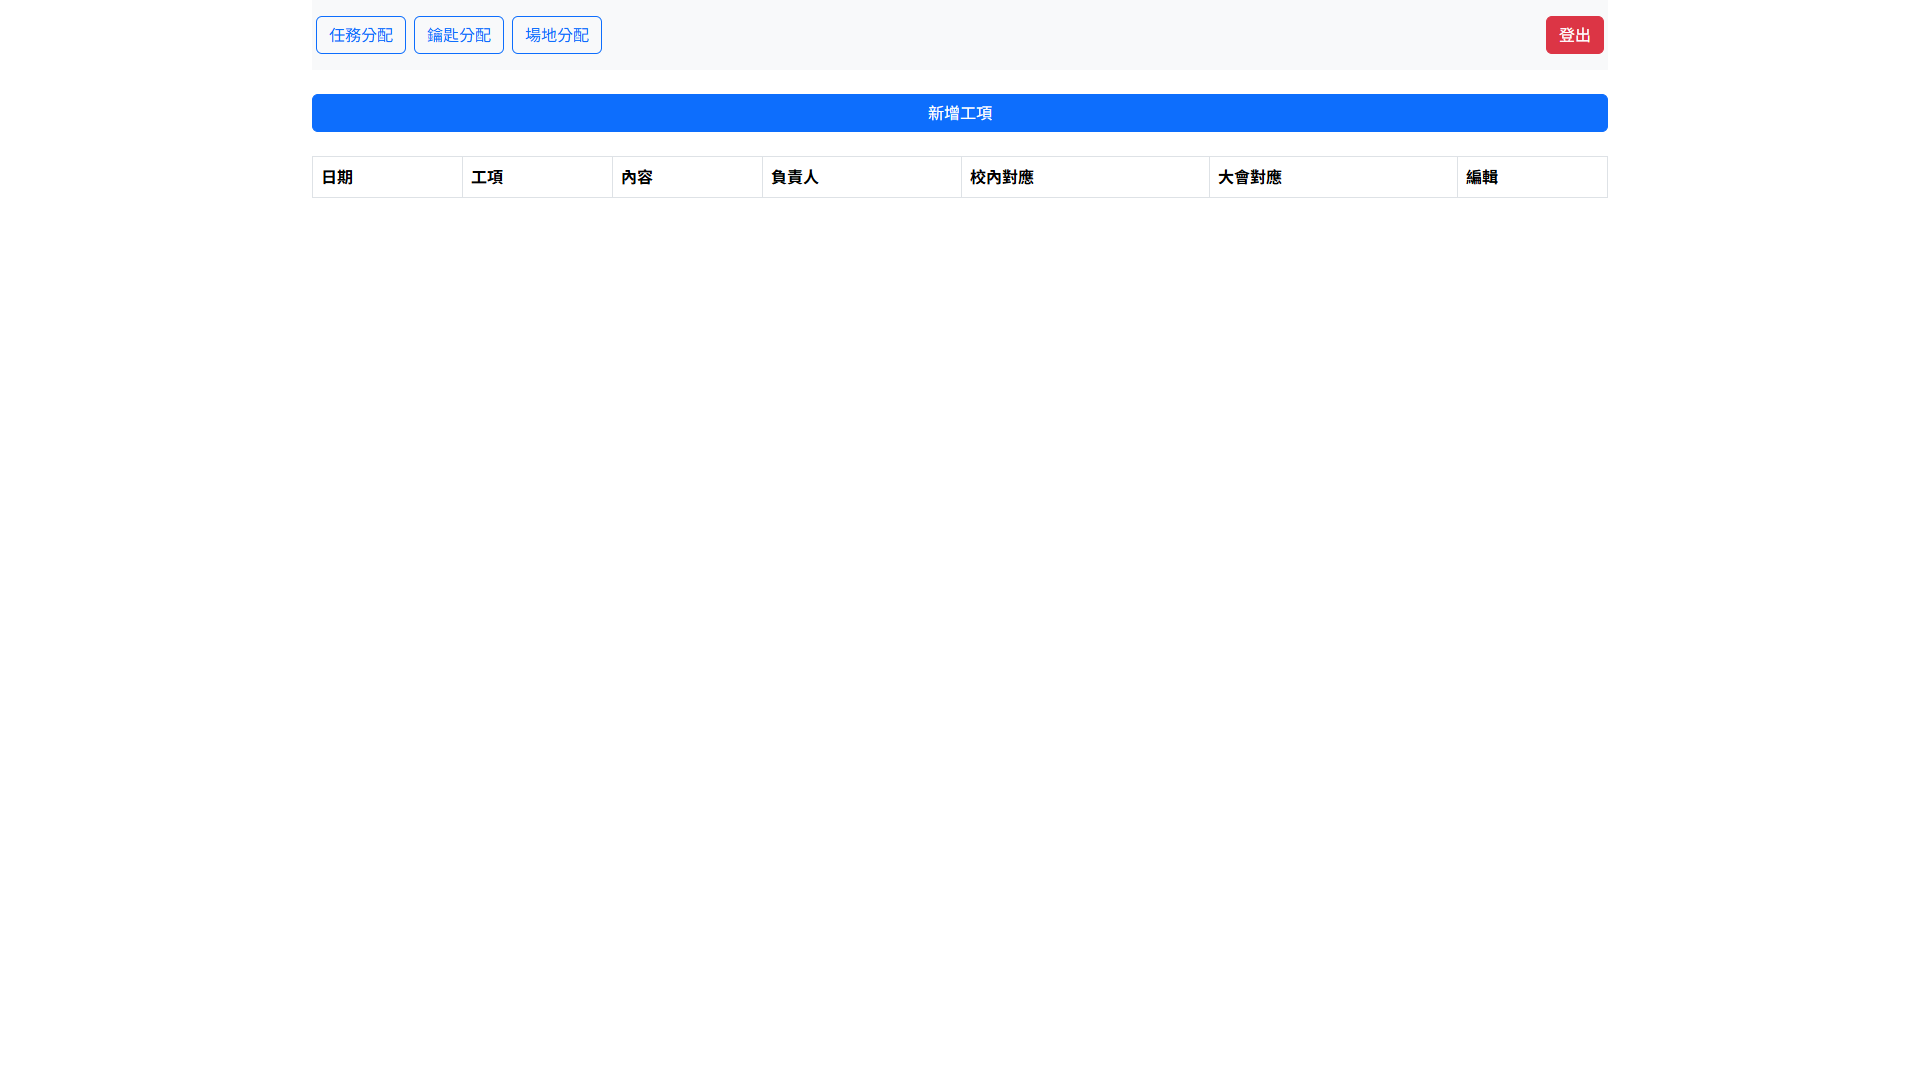 任務分配 鑰匙分配 場地分配 登出
新增工項
日期 工項 內容 負責人 校內對應 大會對應 編輯